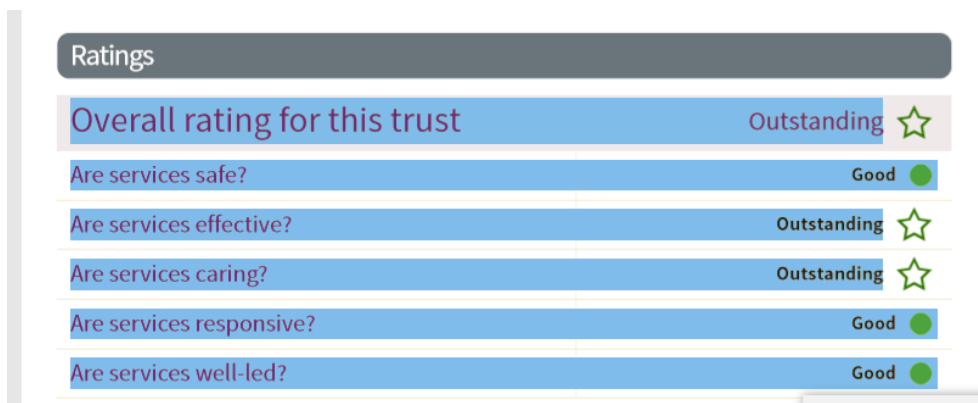 Ratings
Overall rating for this trust Outstanding
Are services safe? Good
Are services effective? Outstanding
Are services caring? Outstanding
Are services responsive? Good
Are services well-led? Good